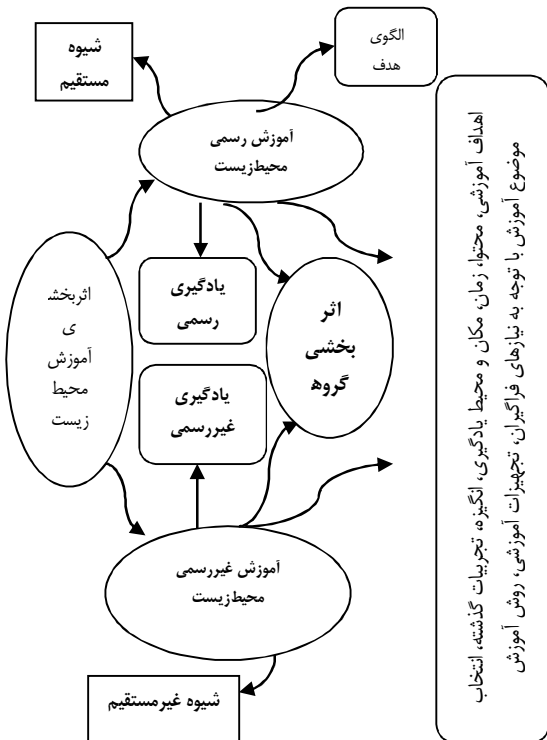 الگوی
هدف
شیوه
مستقیم
آموزش رسمی
محیط‌زیست
اثربخش
ی
آموزش
محیط
زیست
یادگیری
رسمی
اثر
بخشی
گروه
یادگیری
غیررسمی
آموزش غیررسمی
محیط‌زیست
شیوه غیرمستقیم
اهداف آموزشی، محتوا، زمان، مکان و محیط یادگیری، انگیزه، تجربیات گذشته، انتخاب
موضوع آموزش با توجه به نیازهای فراگیران، تجهیزات آموزشی، روش آموزش